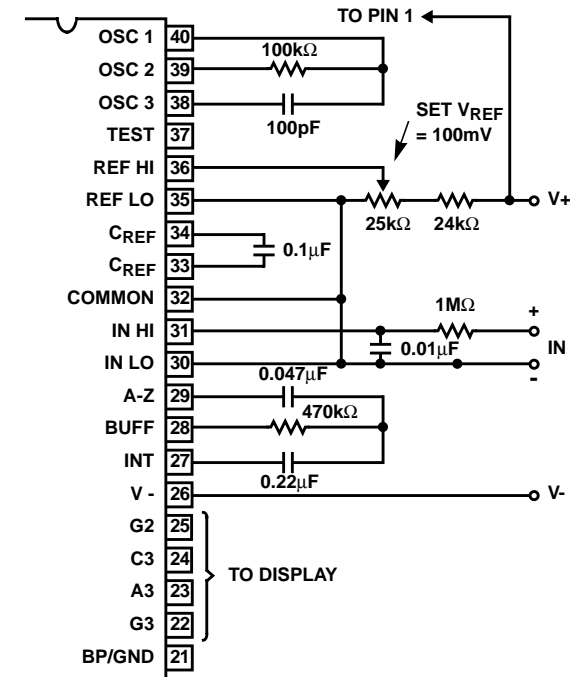 TO PIN 1
OSC 1 40
100kΩ
OSC 2 39
OSC 3 38
100pF
SET VREF
= 100mV
TEST 37
REF HI 36
REF LO 35
V+
25kΩ 24kΩ
CREF 34
0.1µF
CREF 33
COMMON 32
1MΩ
+
IN HI 31
IN
0.01µF
IN LO 30
-
0.047µF
A-Z 29
470kΩ
BUFF 28
INT 27
0.22µF
V - 26
V-
G2 25
C3 24
TO DISPLAY
A3 23
G3 22
BP/GND 21